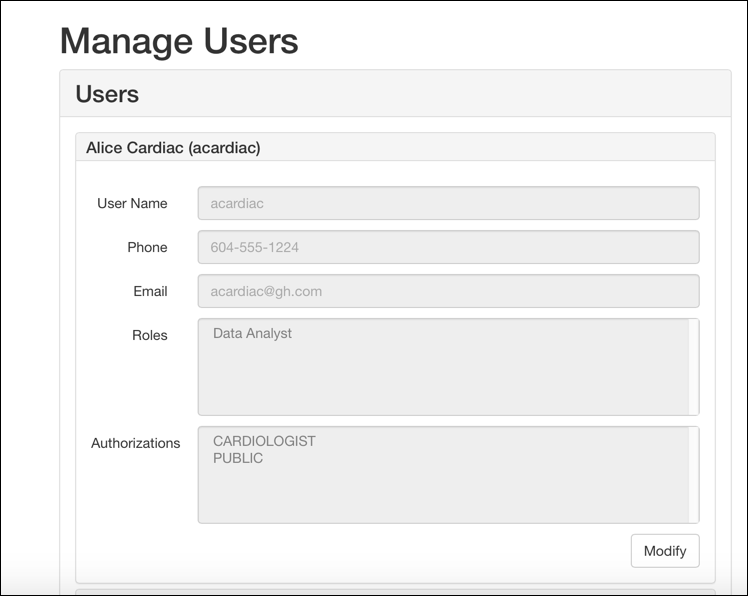 Manage Users
Users
Alice Cardiac (acardiac)
User Name acardiac
Phone 604-555-1224
Email acardiac@gh.com
Roles Data Analyst
Authorizations CARDIOLOGIST
PUBLIC
Modify